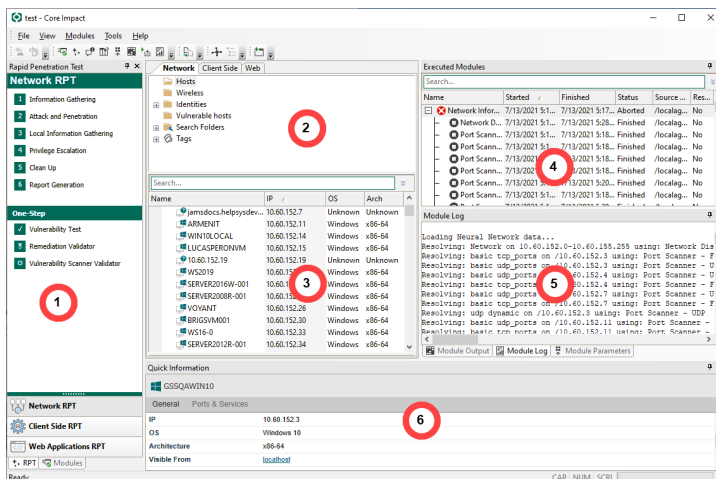 test - Core Impact
File View Modules Tools Help
Rapid Penetration Test
Network RPT
1 Information Gathering
2 Attack and Penetration
3 Local Information Gathering
4 Privilege Escalation
5 Clean Up
6 Report Generation
One-Step
Vulnerability Test
Remediation Validator
Vulnerability Scanner Validator
1
Network RPT
Client Side RPT
Web Applications RPT
RPT Modules
Ready
Network Client Side Web
Hosts
Wireless
Identities
Vulnerable hosts
Search Folders
Tags
2
Search...
Name IP OS Arch
jamsdocs.helpsysdev... 10.60.152.7 Unknown Unknown
ARMENIT 10.60.152.11 Windows x86-64
WIN10LOCAL 10.60.152.14 Windows x86-64
LUCASPERONVM 10.60.152.15 Windows x86-64
10.60.152.19 10.60.152.19 Unknown Unknown
WS2019 Windows x86-64
SERVER2016W-001 Windows x86-64
SERVER2008R-001 Windows x86-64
VOYANT 10.60.152.26 Windows x86-64
BRIGSVM001 10.60.152.30 Windows x86-64
WS16-0 10.60.152.33 Windows x86-64
SERVER2012R-001 10.60.152.34 Windows x86-64
3
Executed Modules
Search...
Name Started Finished Status Source ... Res...
Network Infor... 7/13/2021 5:1... 7/13/2021 5:17... Aborted /localag... No
Network D... 7/13/2021 5:1... 7/13/2021 5:28... Finished /localag... No
Port Scann... 7/13/2021 5:1... 7/13/2021 5:18... Finished /localag... No
Port Scann... 7/13/2021 5:1... Finished /localag... No
Port Scann... 7/13/2021 5:1... 5:18... Finished /localag... No
Port Scann... 7/13/2021 5:1... 5:20... Finished /localag... No
Port Scann... 7/13/2021 5:1... 7/13/2021 5:18... Finished /localag... No
4
Module Log
Loading Neural Network data...
Resolving: Network on 10.60.152.0-10.60.155.255 using: Network Dis
Resolving: basic tcp_ports on /10.60.152.3 using: Port Scanner - F
Resolving: basic udp_ports on /10.60.152.3 using: Port Scanner - U
Resolving: basic udp_ports on /10.60.152.4 using: Port Scanner - U
Resolving: basic tcp_ports on /10.60.152.4 using: Port Scanner - F
Resolving: basic udp_ports on /10.60.152.7 using: Port Scanner - U
Resolving: basic tcp_ports on /10.60.152.7 using: Port Scanner - F
Resolving: udp dynamic on /10.60.152.3 using: Port Scanner - UDP
Resolving: basic udp_ports on /10.60.152.11 using: Port Scanner -
Resolving: basic tcp_ports on /10.60.152.11 using: Port Scanner -
5
Module Output Module Log Module Parameters
Quick Information
GSSQAWIN10
General Ports & Services
IP 10.60.152.3
OS Windows 10
Architecture x86-64
Visible From localhost
6
CAP NUM SCRL